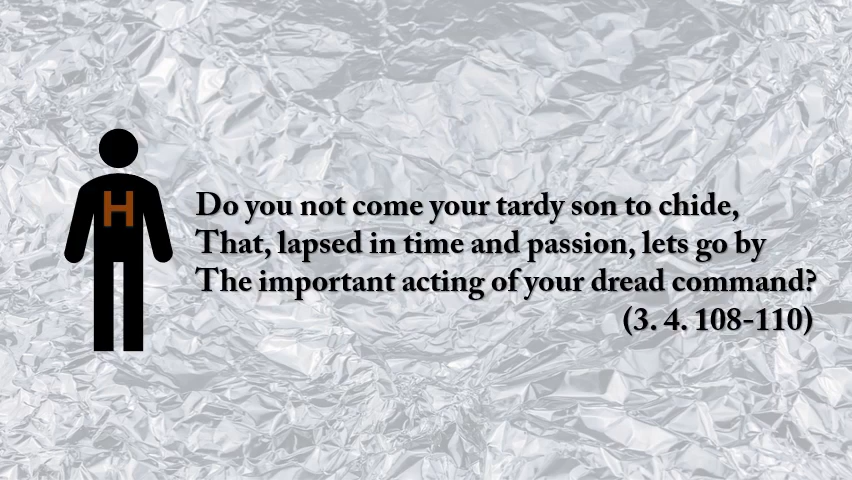 H
Do you not come your tardy son to chide,
That, lapsed in time and passion, lets go by
The important acting of your dread command?
(3. 4. 108-110)